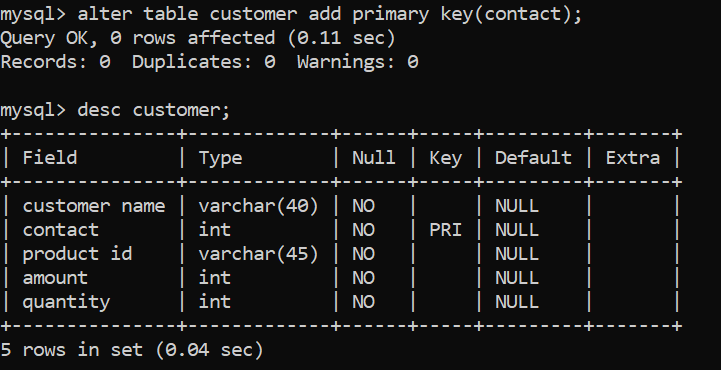 mysql> alter table customer add primary key(contact);
Query OK, 0 rows affected (0.11 sec)
Records: 0  Duplicates: 0  Warnings: 0

mysql> desc customer;
+---------------+-------------+------+-----+---------+-------+
| Field         | Type        | Null | Key | Default | Extra |
+---------------+-------------+------+-----+---------+-------+
| customer name | varchar(40) | NO   |     | NULL    |       |
| contact       | int         | NO   | PRI | NULL    |       |
| product id    | varchar(45) | NO   |     | NULL    |       |
| amount        | int         | NO   |     | NULL    |       |
| quantity      | int         | NO   |     | NULL    |       |
+---------------+-------------+------+-----+---------+-------+
5 rows in set (0.04 sec)